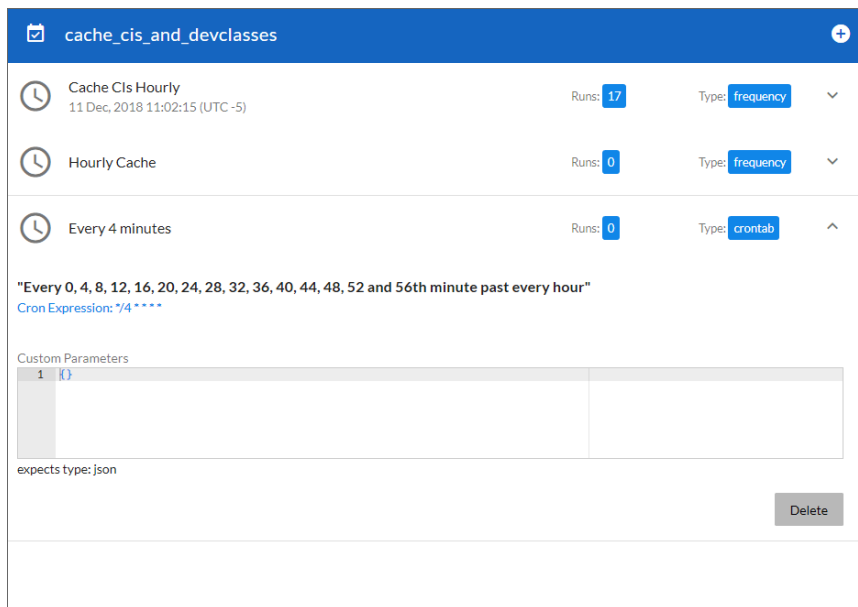 cache_cis_and_devclasses
Cache CIs Hourly
11 Dec, 2018 11:02:15 (UTC -5)
Runs: 17
Type: frequency
Hourly Cache
Runs: 0
Type: frequency
Every 4 minutes
Runs: 0
Type: crontab
"Every 0, 4, 8, 12, 16, 20, 24, 28, 32, 36, 40, 44, 48, 52 and 56th minute past every hour"
Cron Expression: */4 * * * *
Custom Parameters
1 {}
expects type: json
Delete